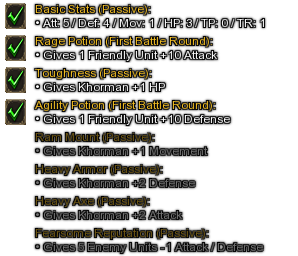 Basic Stats (Passive):
• Att: 5 / Def: 4 / Mov: 1 / HP: 3 / TP: 0 / TR: 1
Rage Potion (First Battle Round):
• Gives 1 Friendly Unit +10 Attack
Toughness (Passive):
• Gives Khorman +1 HP
Agility Potion (First Battle Round):
• Gives 1 Friendly Unit +10 Defense
Ram Mount (Passive):
• Gives Khorman +1 Movement
Heavy Armor (Passive):
• Gives Khorman +2 Defense
Heavy Axe (Passive):
• Gives Khorman +2 Attack
Fearsome Reputation (Passive):
• Gives 5 Enemy Units -1 Attack / Defense